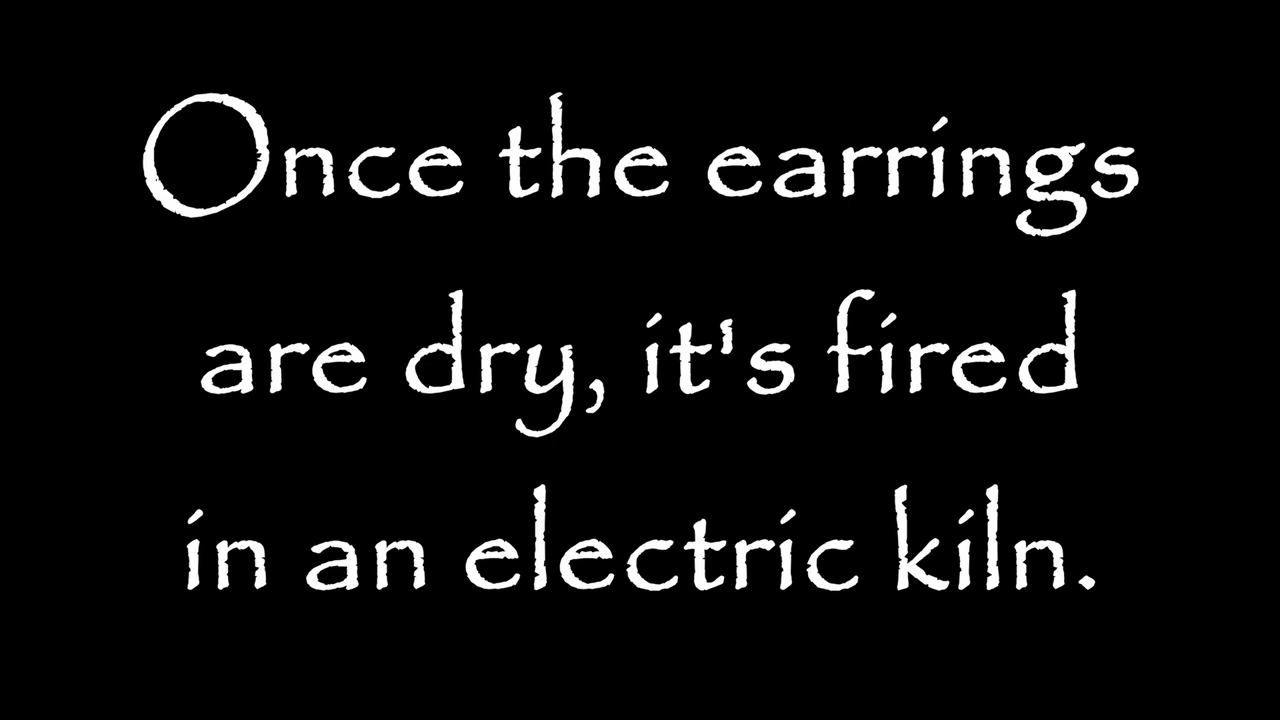 Once the earrings
are dry, it's fired
in an electric kiln.